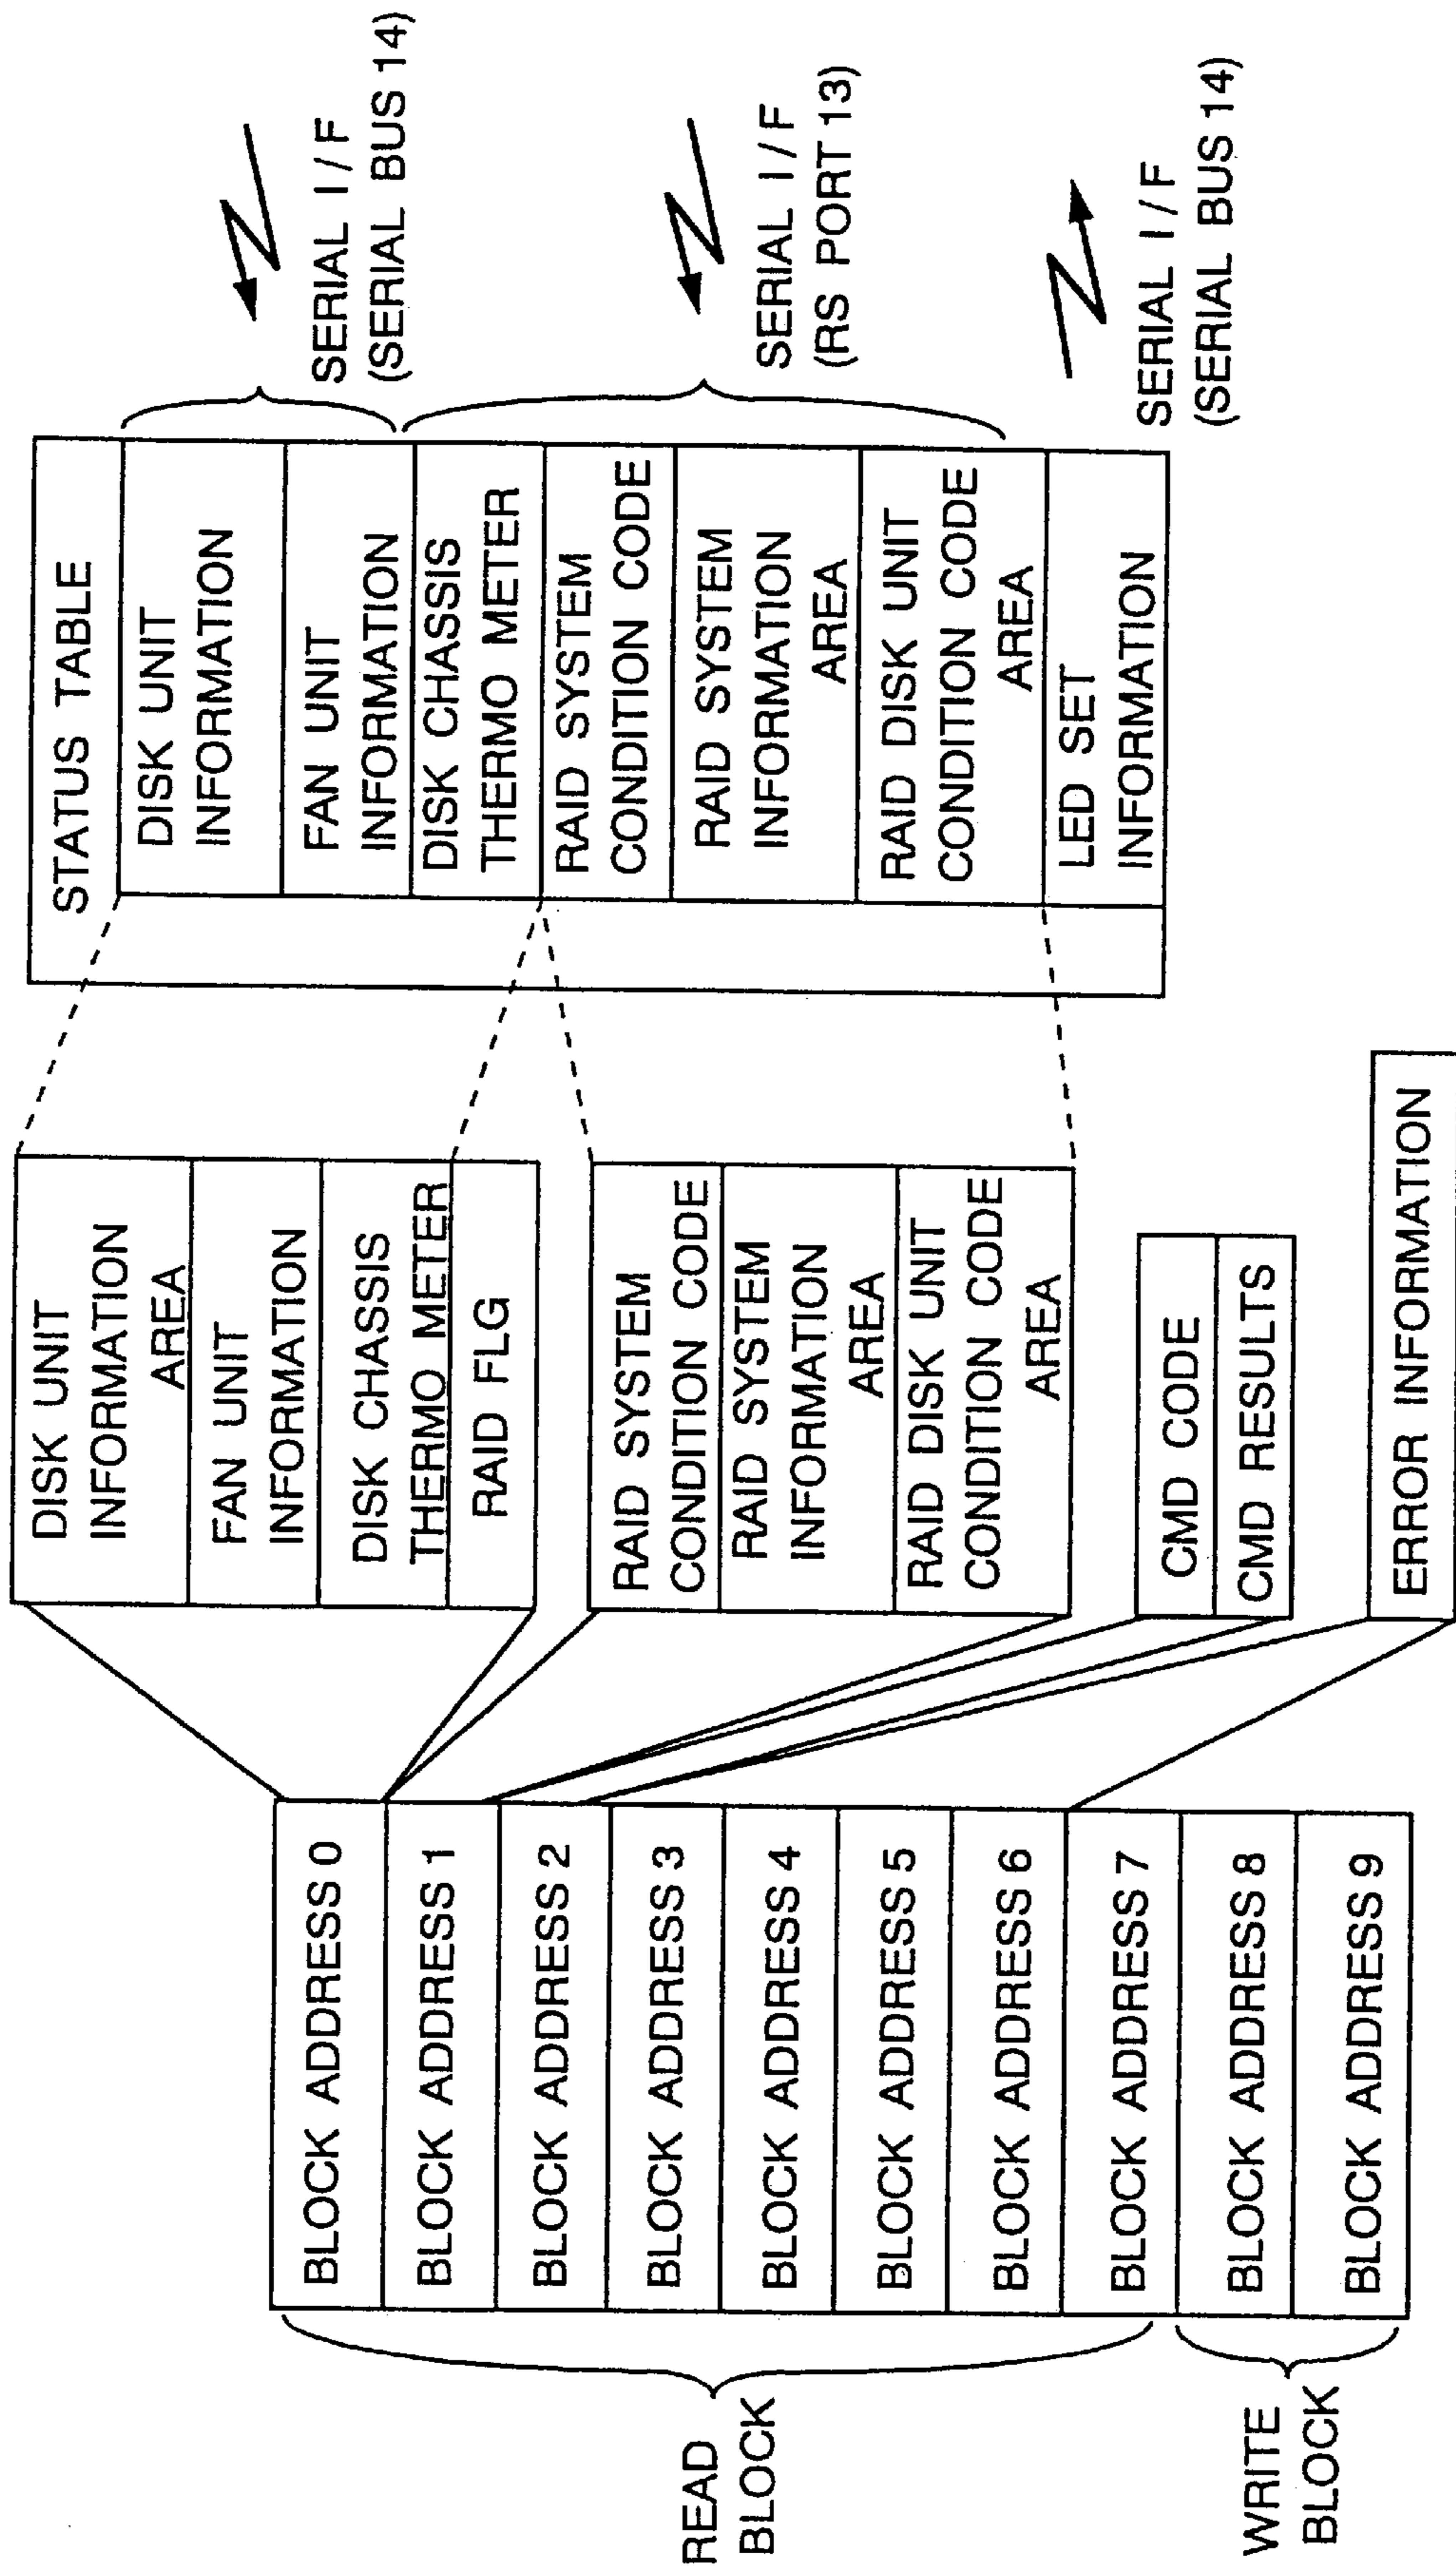 READ
BLOCK
WRITE
BLOCK
BLOCK ADDRESS 0
BLOCK ADDRESS 1
BLOCK ADDRESS 2
BLOCK ADDRESS 3
BLOCK ADDRESS 4
BLOCK ADDRESS 5
BLOCK ADDRESS 6
BLOCK ADDRESS 7
BLOCK ADDRESS 8
BLOCK ADDRESS 9
DISK UNIT
INFORMATION
AREA
FAN UNIT
INFORMATION
DISK CHASSIS
THERMO METER
RAID FLG
RAID SYSTEM
CONDITION CODE
RAID SYSTEM
INFORMATION
AREA
RAID DISK UNIT
CONDITION CODE
AREA
CMD CODE
CMD RESULTS
ERROR INFORMATION
STATUS TABLE
DISK UNIT
INFORMATION
FAN UNIT
INFORMATION
DISK CHASSIS
THERMO METER
RAID SYSTEM
CONDITION CODE
RAID SYSTEM
INFORMATION
AREA
RAID DISK UNIT
CONDITION CODE
AREA
LED SET
INFORMATION
SERIAL I/F
(SERIAL BUS 14)
SERIAL I/F
(RS PORT 13)
SERIAL I/F
(SERIAL BUS 14)